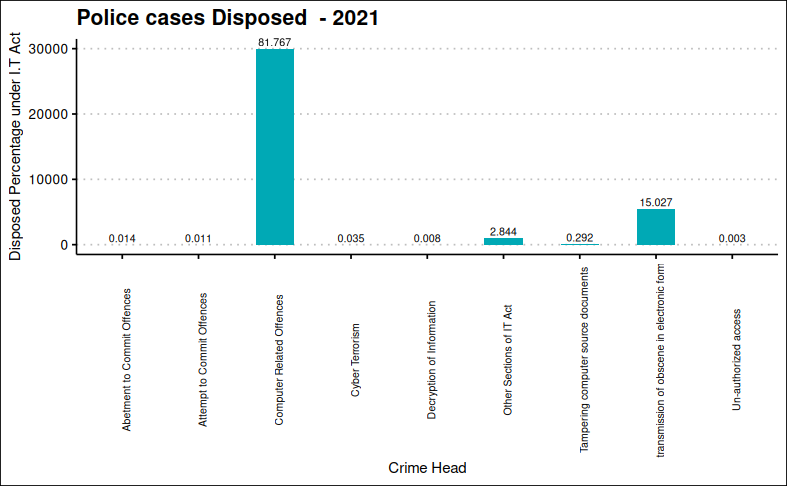 Police cases Disposed - 2021
Disposed Percentage under I.T Act
30000
20000
10000
0
0.014
0.011
81.767
0.035
0.008
2.844
0.292
15.027
0.003
Abetment to Commit Offences
Attempt to Commit Offences
Computer Related Offences
Cyber Terrorism
Decryption of Information
Other Sections of IT Act
Tampering computer source documents
transmission of obscene in electronic form
Un-authorized access
Crime Head